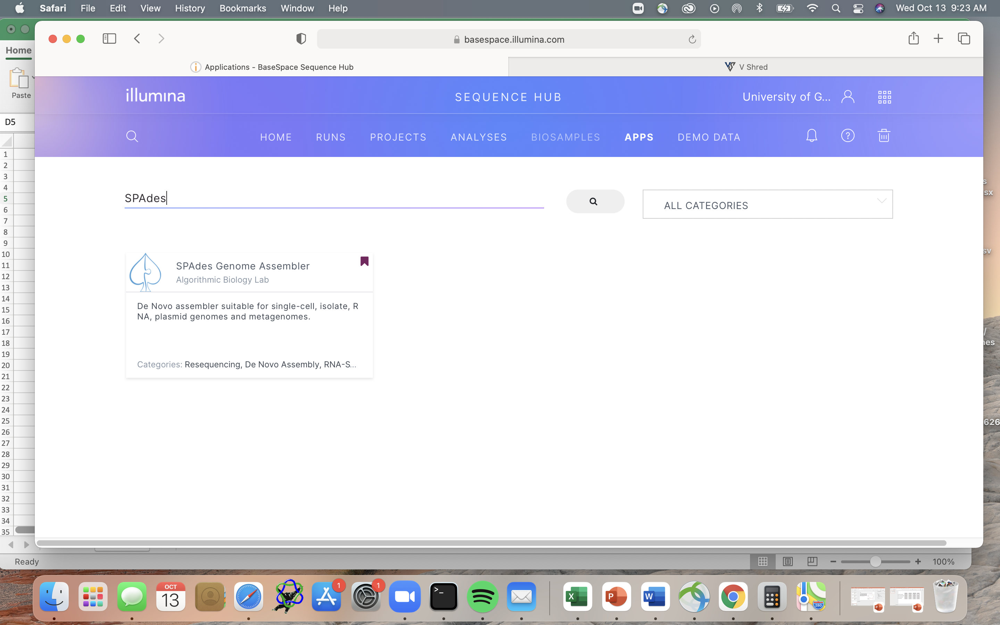 Safari File Edit View History Bookmarks Window Help Wed Oct 13 9:23 AM
basespace.illumina.com
Applications - BaseSpace Sequence Hub
V Shred
Home
Paste
D5
1
2
3
4
5
6
7
8
9
10
11
12
13
14
15
16
17
18
19
20
21
22
23
24
25
26
27
28
29
30
31
32
33
34
35
illumına SEQUENCE HUB University of G...
HOME RUNS PROJECTS ANALYSES BIOSAMPLES APPS DEMO DATA
SPAdes
ALL CATEGORIES
SPAdes Genome Assembler
Algorithmic Biology Lab
De Novo assembler suitable for single-cell, isolate, R
NA, plasmid genomes and metagenomes.
Categories: Resequencing, De Novo Assembly, RNA-S...
s
sx
sv
/
626
Ready
100%
OCT
13
1
1
>_
X
P
W
280
P
P